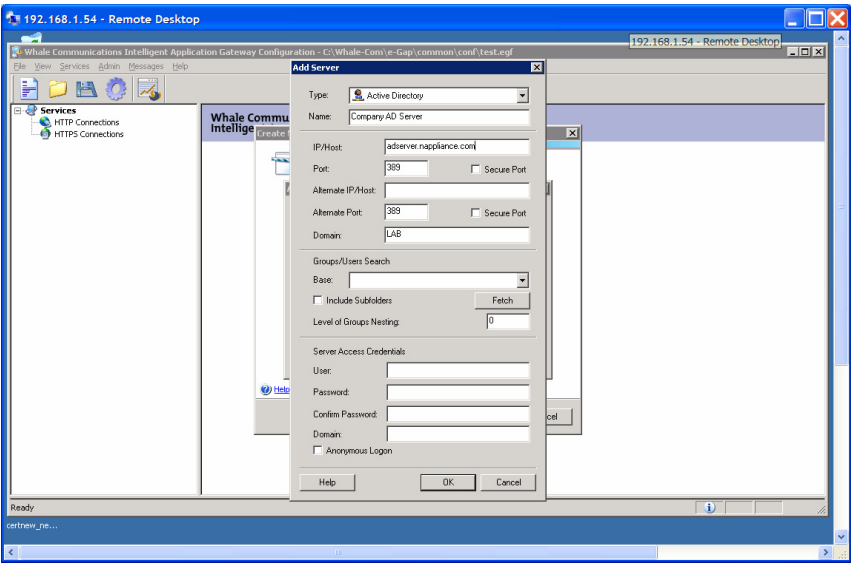 192.168.1.54 - Remote Desktop
192.168.1.54 - Remote Desktop
Whale Communications Intelligent Application Gateway Configuration - C:\Whale-Com\e-Gap\common\conf\test.egf
File View Services Admin Messages Help
Services
HTTP Connections
HTTPS Connections
Whale Commu
Intellige
Create
Add Server
Type: Active Directory
Name: Company AD Server
IP/Host: adserver.nappliance.com
Port: 389 Secure Port
Alternate IP/Host:
Alternate Port: 389 Secure Port
Domain: LAB
Groups/Users Search
Base:
Include Subfolders Fetch
Level of Groups Nesting: 0
Server Access Credentials
User:
Password:
Confirm Password:
Domain:
Anonymous Logon
Help OK Cancel
Help
cel
Ready
certnew_ne...